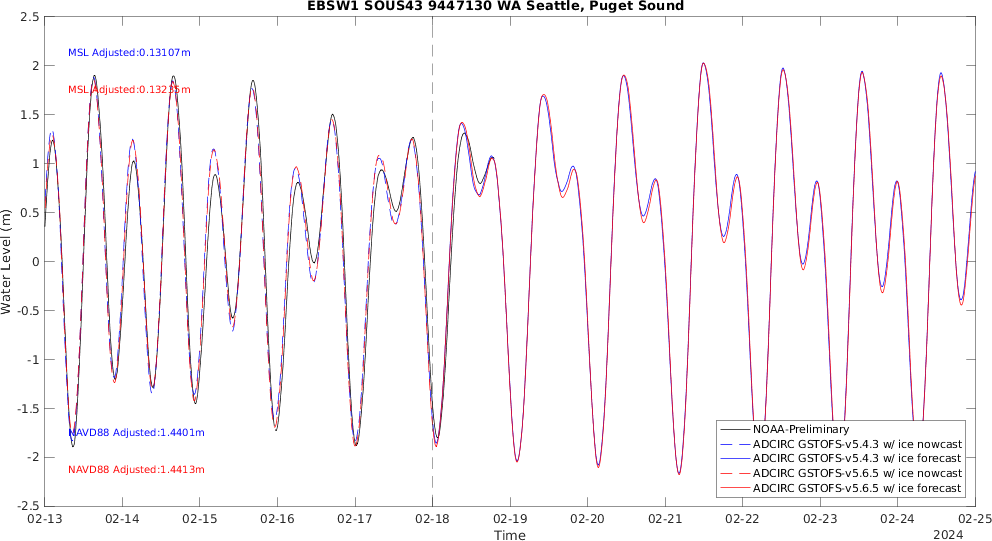 EBSW1 SOUS43 9447130 WA Seattle, Puget Sound
2.5
MSL Adjusted:0.13107m
2
MSL Adjusted:0.13235m
1.5
1
0.5
0
-0.5
-1
-1.5
-2
-2.5
Water Level (m)
NAVD88 Adjusted:1.4401m
NAVD88 Adjusted:1.4413m
NOAA-Preliminary
ADCIRC GSTOFS-v5.4.3 w/ ice nowcast
ADCIRC GSTOFS-v5.4.3 w/ ice forecast
ADCIRC GSTOFS-v5.6.5 w/ ice nowcast
ADCIRC GSTOFS-v5.6.5 w/ ice forecast
02-13 02-14 02-15 02-16 02-17 02-18 02-19 02-20 02-21 02-22 02-23 02-24 02-25
Time
2024